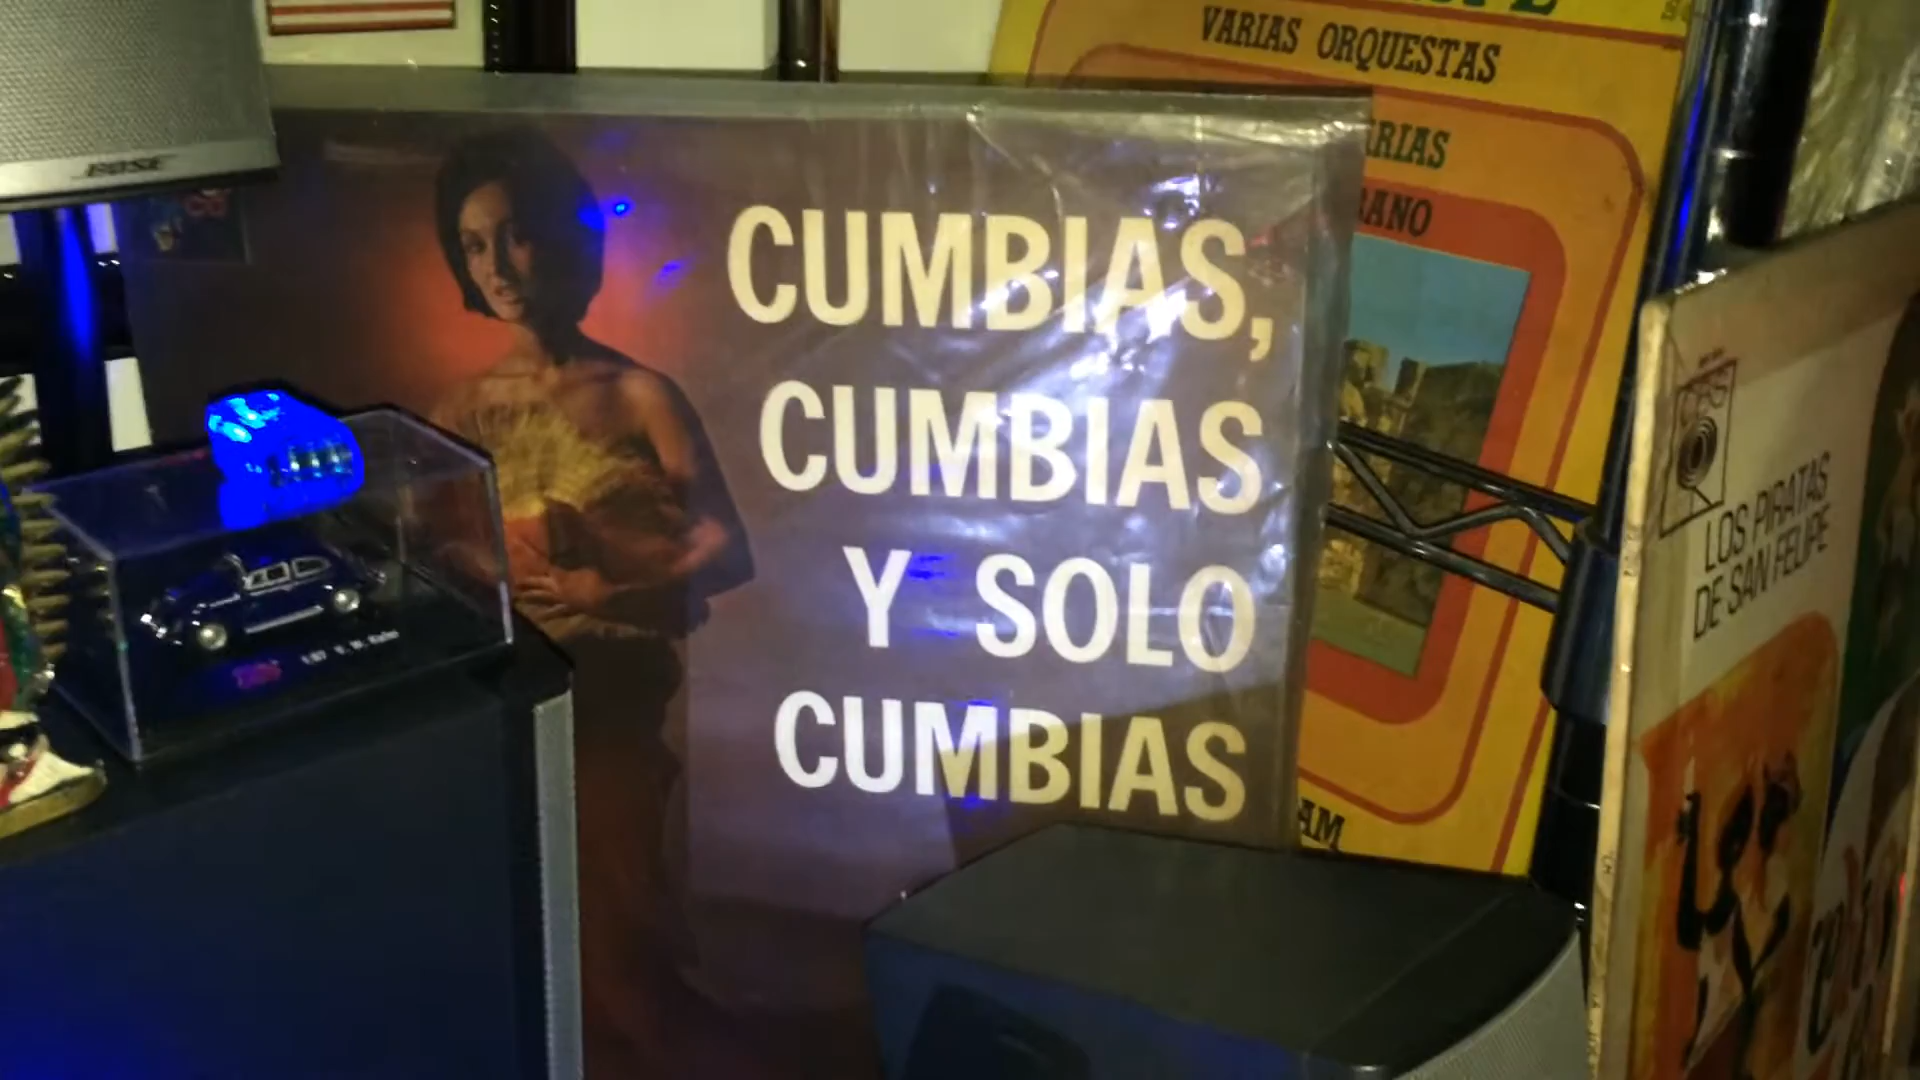 VARIAS ORQUESTAS
BOSE
CUMBIAS,
CUMBIAS
Y SOLO
CUMBIAS
LOS PIRATAS
DE SAN FELIPE